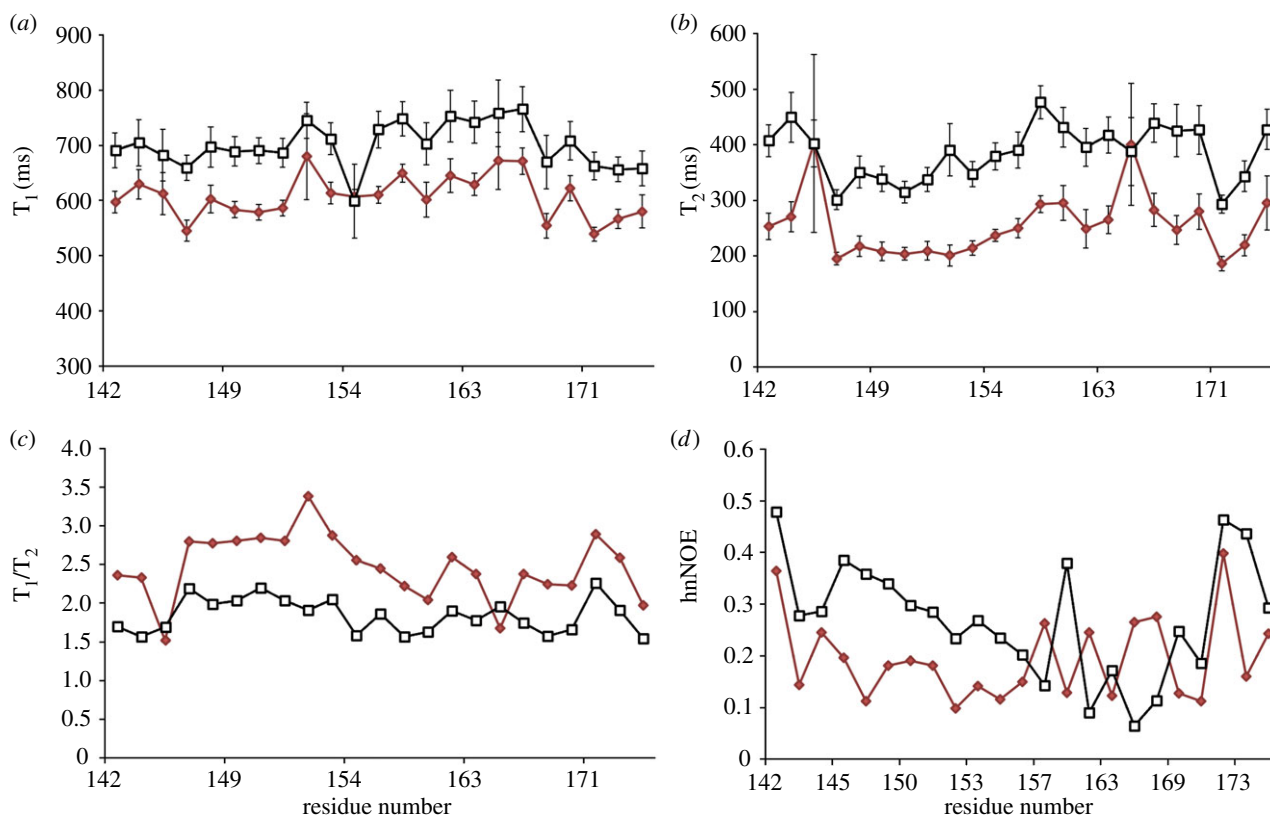 (a)
900
800
700
600
500
400
300
T1 (ms)
142 149 154 163 171
(b)
600
500
400
300
200
100
0
T2 (ms)
142 149 154 163 171
(c)
4.0
3.5
3.0
2.5
2.0
1.5
1.0
0.5
0
T1/T2
142 149 154 163 171
residue number
(d)
0.6
0.5
0.4
0.3
0.2
0.1
0
hnNOE
142 145 150 153 157 163 169 173
residue number